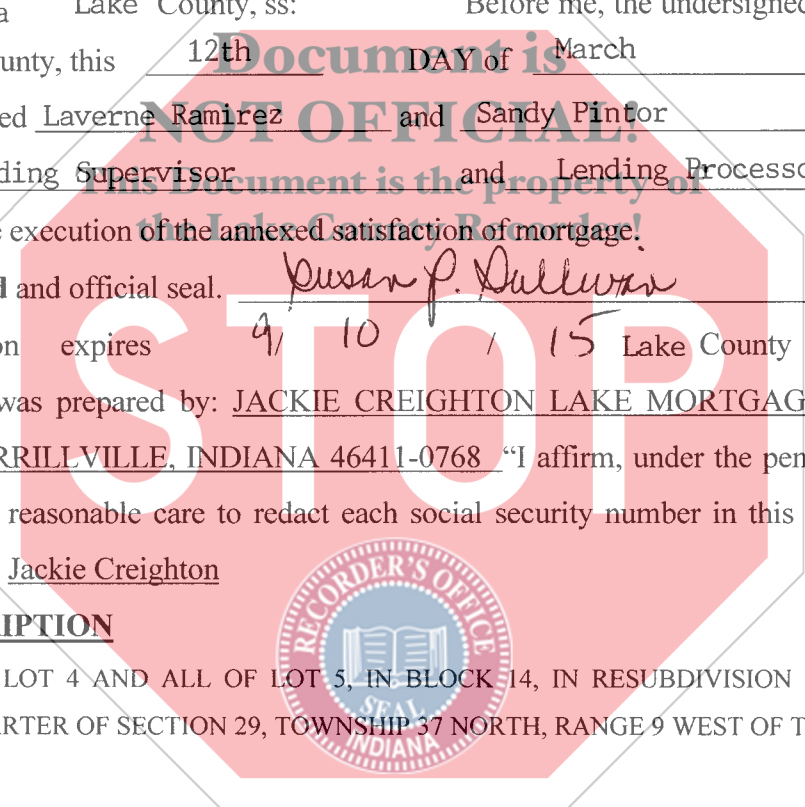 a Lake County, ss: Before me, the undersigned
Document is
unty, this 12th DAY of March
NOT OFFICIAL!
ed Laverne Ramirez and Sandy Pintor
ding Supervisor and Lending Processo
This Document is the property of
the Lake County Recorder!
e execution of the annexed satisfaction of mortgage.
d and official seal. Susan P. Sullivan
on expires 9/ 10 / 15 Lake County
STOP
was prepared by: JACKIE CREIGHTON LAKE MORTGAG
RRILLVILLE, INDIANA 46411-0768 “I affirm, under the pen
reasonable care to redact each social security number in this
Jackie Creighton
RECORDER'S OFFICE
IPTION
LOT 4 AND ALL OF LOT 5, IN BLOCK 14, IN RESUBDIVISION
SEAL
RTER OF SECTION 29, TOWNSHIP 37 NORTH, RANGE 9 WEST OF T
INDIANA